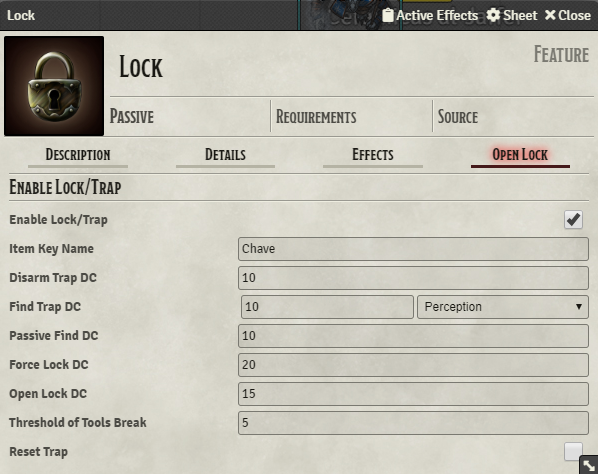 Lock Active Effects Sheet Close
Lock Feature
Passive Requirements Source
Description Details Effects Open Lock
Enable Lock/Trap
Enable Lock/Trap
Item Key Name Chave
Disarm Trap DC 10
Find Trap DC 10 Perception
Passive Find DC 10
Force Lock DC 20
Open Lock DC 15
Threshold of Tools Break 5
Reset Trap